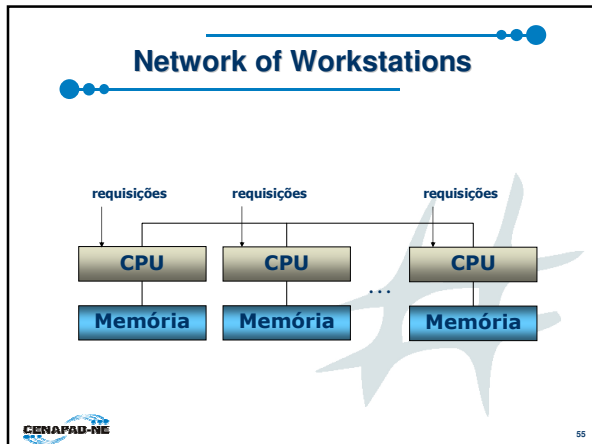 Network of Workstations
requisições requisições requisições
CPU CPU CPU
...
Memória Memória Memória
CENAPAD-NE
55